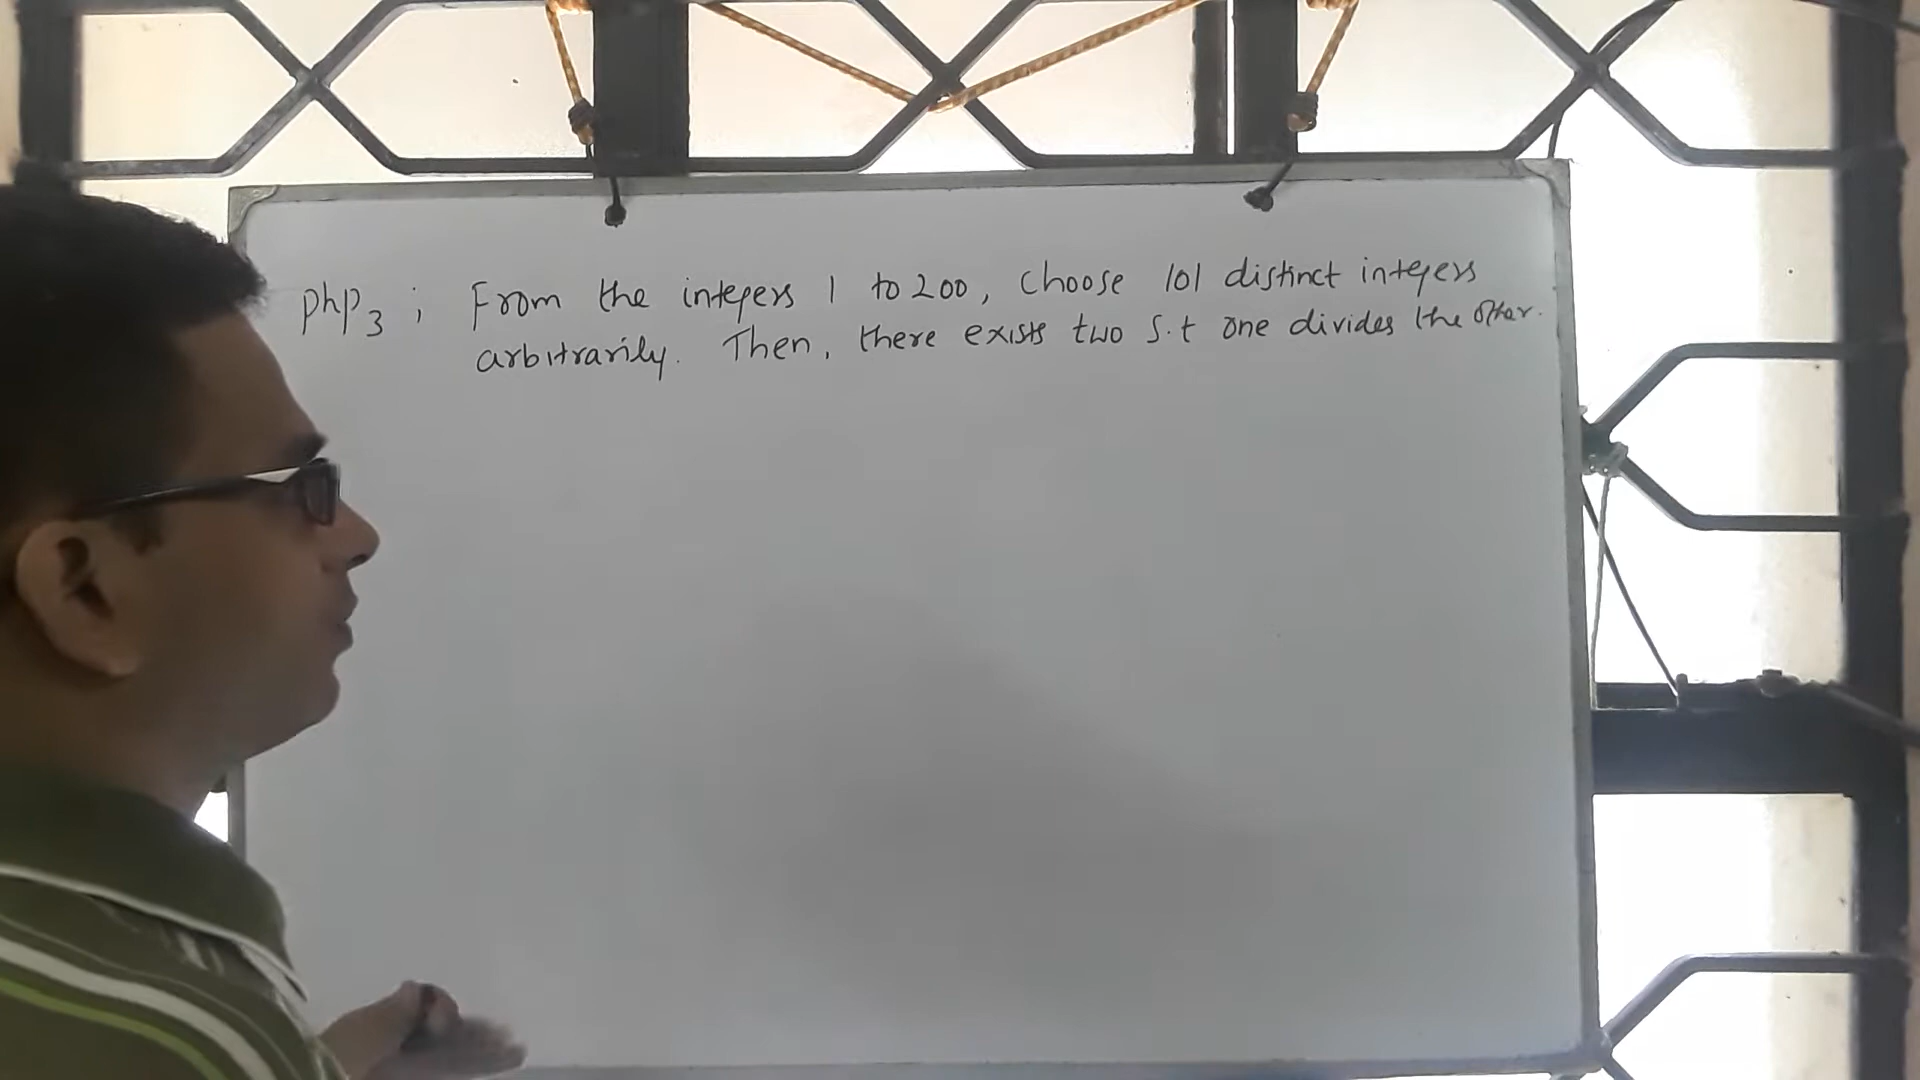 php3 ; From the integers 1 to 200, choose 101 distinct integers
arbitrarily. Then, there exists two s.t one divides the other.